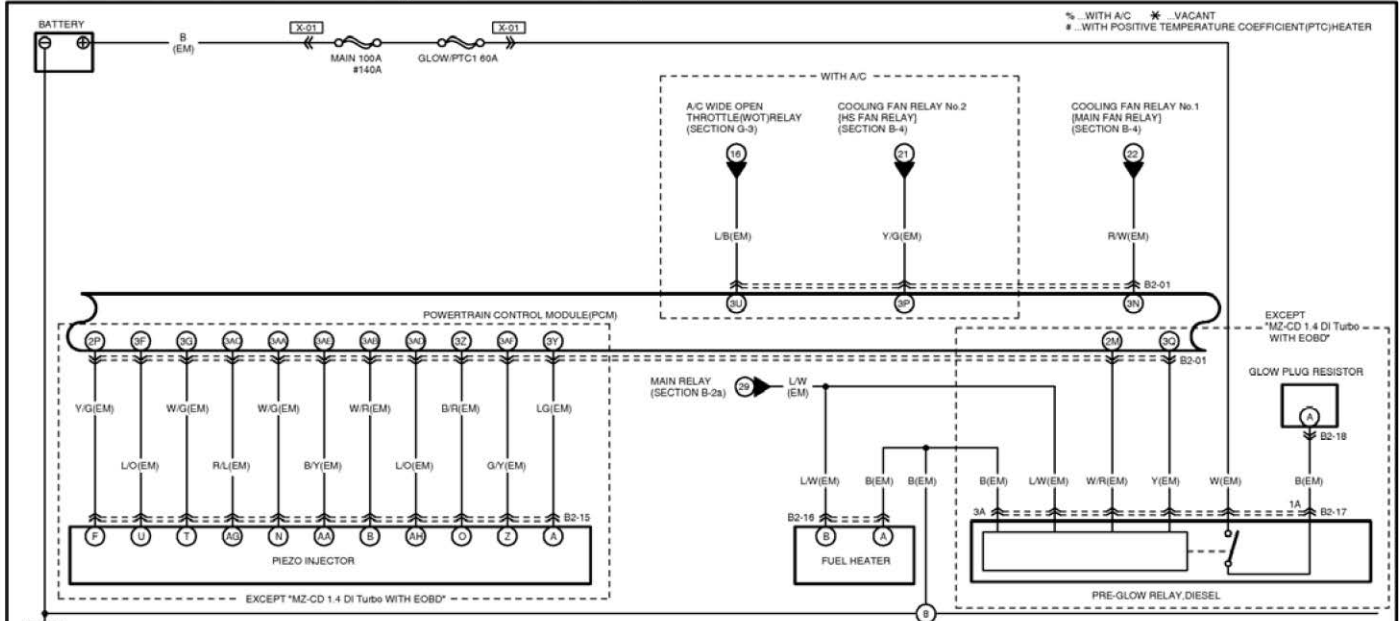 % ...WITH A/C * ...VACANT
# ...WITH POSITIVE TEMPERATURE COEFFICIENT(PTC)HEATER
BATTERY
B
(EM)
X-01
X-01
MAIN 100A
#140A
GLOW/PTC1 60A
WITH A/C
A/C WIDE OPEN
THROTTLE(WOT)RELAY
(SECTION G-3)
COOLING FAN RELAY No.2
[HS FAN RELAY]
(SECTION B-4)
COOLING FAN RELAY No.1
[MAIN FAN RELAY]
(SECTION B-4)
16
21
22
L/B(EM)
Y/G(EM)
R/W(EM)
B2-01
3U
3P
3N
POWERTRAIN CONTROL MODULE(PCM)
EXCEPT
"MZ-CD 1.4 DI Turbo
WITH EOBD"
2P
3F
3G
3AC
3AA
3AE
3AB
3AD
3Z
3AF
3Y
2M
3Q
B2-01
MAIN RELAY
(SECTION B-2a)
29
L/W
(EM)
GLOW PLUG RESISTOR
A
B2-18
Y/G(EM)
W/G(EM)
W/G(EM)
W/R(EM)
B/R(EM)
LG(EM)
L/O(EM)
R/L(EM)
B/Y(EM)
L/O(EM)
G/Y(EM)
L/W(EM)
B(EM)
B(EM)
B(EM)
L/W(EM)
W/R(EM)
Y(EM)
W(EM)
B(EM)
B2-15
B2-16
3A
1A
B2-17
F
U
T
AG
N
AA
B
AH
O
Z
A
B
A
PIEZO INJECTOR
FUEL HEATER
PRE-GLOW RELAY,DIESEL
EXCEPT "MZ-CD 1.4 DI Turbo WITH EOBD"
8